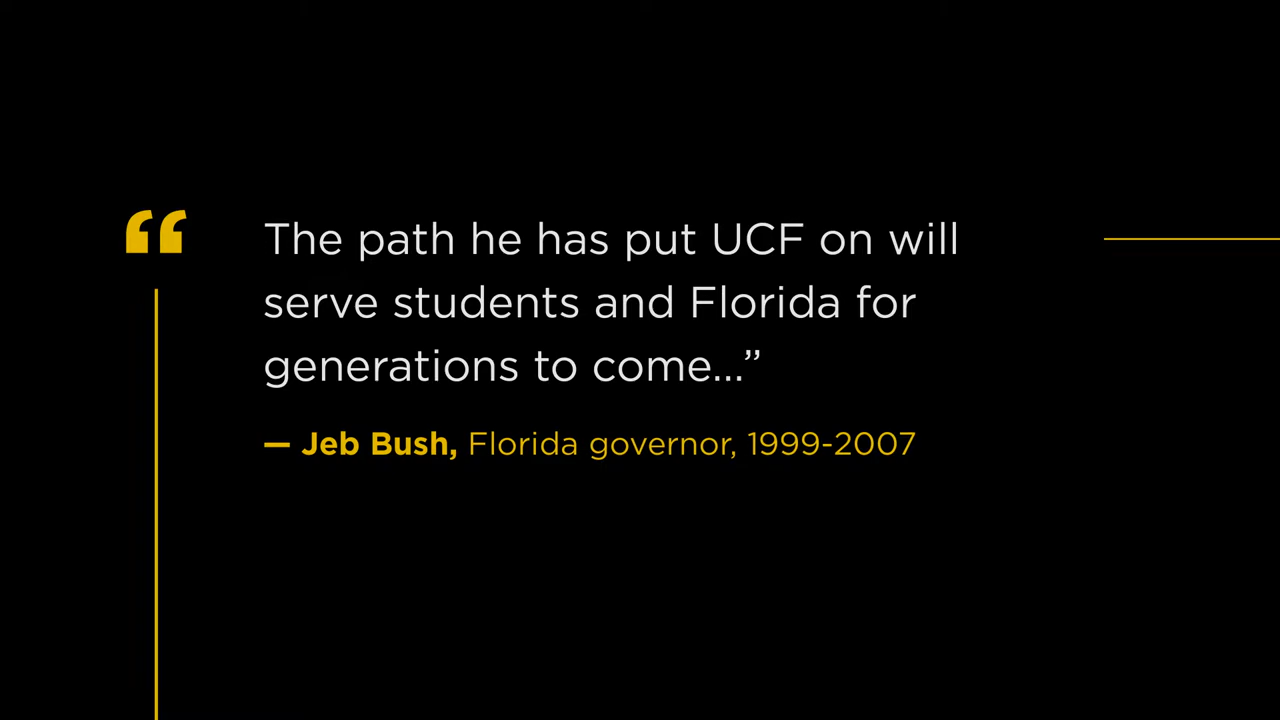 “ The path he has put UCF on will
serve students and Florida for
generations to come...”
— Jeb Bush, Florida governor, 1999-2007